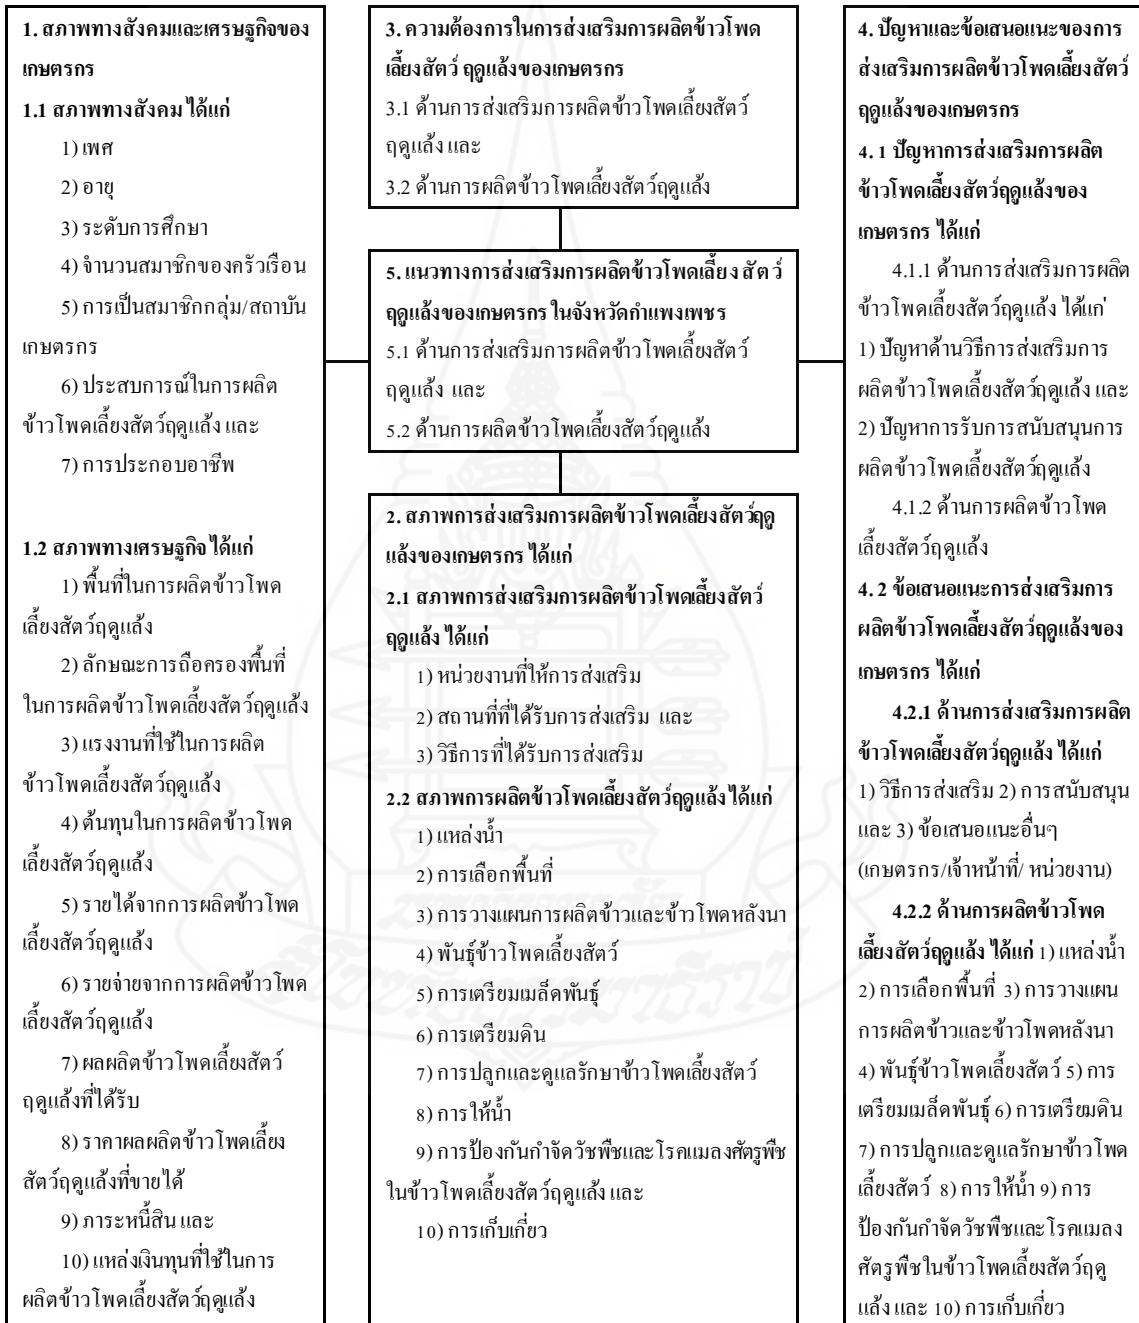 1. สภาพทางสังคมและเศรษฐกิจของ
เกษตรกร
1.1 สภาพทางสังคม ได้แก่
1) เพศ
2) อายุ
3) ระดับการศึกษา
4) จำนวนสมาชิกของครัวเรือน
5) การเป็นสมาชิกกลุ่ม/สถาบัน
เกษตรกร
6) ประสบการณ์ในการผลิต
ข้าวโพดเลี้ยงสัตว์ฤดูแล้ง และ
7) การประกอบอาชีพ
1.2 สภาพทางเศรษฐกิจ ได้แก่
1) พื้นที่ในการผลิตข้าวโพด
เลี้ยงสัตว์ฤดูแล้ง
2) ลักษณะการถือครองพื้นที่
ในการผลิตข้าวโพดเลี้ยงสัตว์ฤดูแล้ง
3) แรงงานที่ใช้ในการผลิต
ข้าวโพดเลี้ยงสัตว์ฤดูแล้ง
4) ต้นทุนในการผลิตข้าวโพด
เลี้ยงสัตว์ฤดูแล้ง
5) รายได้จากการผลิตข้าวโพด
เลี้ยงสัตว์ฤดูแล้ง
6) รายจ่ายจากการผลิตข้าวโพด
เลี้ยงสัตว์ฤดูแล้ง
7) ผลผลิตข้าวโพดเลี้ยงสัตว์
ฤดูแล้งที่ได้รับ
8) ราคาผลผลิตข้าวโพดเลี้ยง
สัตว์ฤดูแล้งที่ขายได้
9) ภาระหนี้สิน และ
10) แหล่งเงินทุนที่ใช้ในการ
ผลิตข้าวโพดเลี้ยงสัตว์ฤดูแล้ง
3. ความต้องการในการส่งเสริมการผลิตข้าวโพด
เลี้ยงสัตว์ ฤดูแล้งของเกษตรกร
3.1 ด้านการส่งเสริมการผลิตข้าวโพดเลี้ยงสัตว์
ฤดูแล้ง และ
3.2 ด้านการผลิตข้าวโพดเลี้ยงสัตว์ฤดูแล้ง
5. แนวทางการส่งเสริมการผลิตข้าวโพดเลี้ยง สัตว์
ฤดูแล้งของเกษตรกร ในจังหวัดกำแพงเพชร
5.1 ด้านการส่งเสริมการผลิตข้าวโพดเลี้ยงสัตว์
ฤดูแล้ง และ
5.2 ด้านการผลิตข้าวโพดเลี้ยงสัตว์ฤดูแล้ง
2. สภาพการส่งเสริมการผลิตข้าวโพดเลี้ยงสัตว์ฤดู
แล้งของเกษตรกร ได้แก่
2.1 สภาพการส่งเสริมการผลิตข้าวโพดเลี้ยงสัตว์
ฤดูแล้ง ได้แก่
1) หน่วยงานที่ให้การส่งเสริม
2) สถานที่ที่ได้รับการส่งเสริม และ
3) วิธีการที่ได้รับการส่งเสริม
2.2 สภาพการผลิตข้าวโพดเลี้ยงสัตว์ฤดูแล้ง ได้แก่
1) แหล่งน้ำ
2) การเลือกพื้นที่
3) การวางแผนการผลิตข้าวและข้าวโพดหลังนา
4) พันธุ์ข้าวโพดเลี้ยงสัตว์
5) การเตรียมเมล็ดพันธุ์
6) การเตรียมดิน
7) การปลูกและดูแลรักษาข้าวโพดเลี้ยงสัตว์
8) การให้น้ำ
9) การป้องกันกำจัดวัชพืชและโรคแมลงศัตรูพืช
ในข้าวโพดเลี้ยงสัตว์ฤดูแล้ง และ
10) การเก็บเกี่ยว
4. ปัญหาและข้อเสนอแนะของการ
ส่งเสริมการผลิตข้าวโพดเลี้ยงสัตว์
ฤดูแล้งของเกษตรกร
4. 1 ปัญหาการส่งเสริมการผลิต
ข้าวโพดเลี้ยงสัตว์ฤดูแล้งของ
เกษตรกร ได้แก่
4.1.1 ด้านการส่งเสริมการผลิต
ข้าวโพดเลี้ยงสัตว์ฤดูแล้ง ได้แก่
1) ปัญหาด้านวิธีการส่งเสริมการ
ผลิตข้าวโพดเลี้ยงสัตว์ฤดูแล้ง และ
2) ปัญหาการรับการสนับสนุนการ
ผลิตข้าวโพดเลี้ยงสัตว์ฤดูแล้ง
4.1.2 ด้านการผลิตข้าวโพด
เลี้ยงสัตว์ฤดูแล้ง
4. 2 ข้อเสนอแนะการส่งเสริมการ
ผลิตข้าวโพดเลี้ยงสัตว์ฤดูแล้งของ
เกษตรกร ได้แก่
4.2.1 ด้านการส่งเสริมการผลิต
ข้าวโพดเลี้ยงสัตว์ฤดูแล้ง ได้แก่
1) วิธีการส่งเสริม 2) การสนับสนุน
และ 3) ข้อเสนอแนะอื่นๆ
(เกษตรกร/เจ้าหน้าที่/ หน่วยงาน)
4.2.2 ด้านการผลิตข้าวโพด
เลี้ยงสัตว์ฤดูแล้ง ได้แก่ 1) แหล่งน้ำ
2) การเลือกพื้นที่ 3) การวางแผน
การผลิตข้าวและข้าวโพดหลังนา
4) พันธุ์ข้าวโพดเลี้ยงสัตว์ 5) การ
เตรียมเมล็ดพันธุ์ 6) การเตรียมดิน
7) การปลูกและดูแลรักษาข้าวโพด
เลี้ยงสัตว์ 8) การให้น้ำ 9) การ
ป้องกันกำจัดวัชพืชและโรคแมลง
ศัตรูพืชในข้าวโพดเลี้ยงสัตว์ฤดู
แล้ง และ 10) การเก็บเกี่ยว